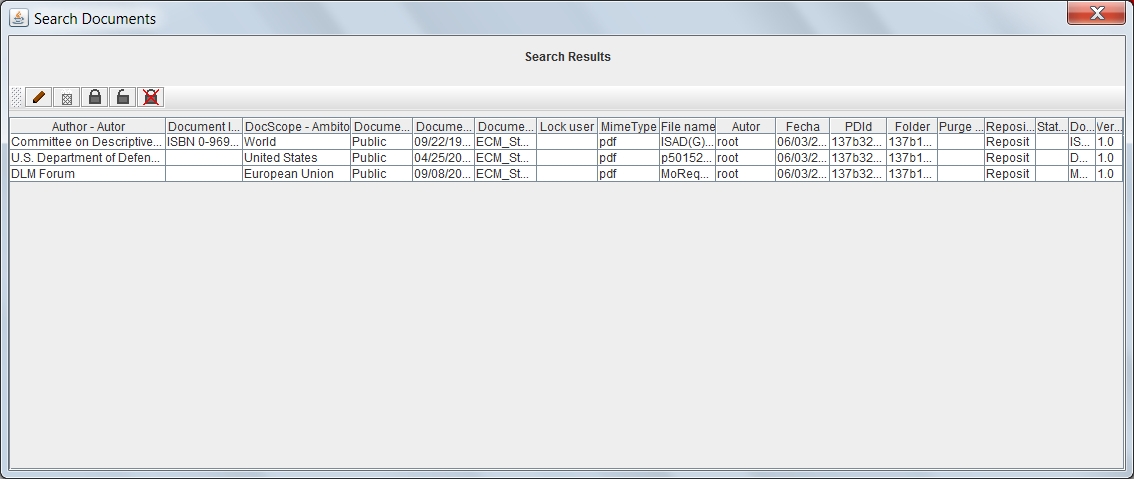 Search Documents
Search Results
Author - Autor Document I... DocScope - Ambito Docume... Docume... Docume... Lock user MimeType File name Autor Fecha PDId Folder Purge ... Reposi... Stat... Do... Ver...
Committee on Descriptive... ISBN 0-969... World Public 09/22/19... ECM_St... pdf ISAD(G)... root 06/03/2... 137b32... 137b1... Reposit IS... 1.0
U.S. Department of Defen... United States Public 04/25/20... ECM_St... pdf p50152... root 06/03/2... 137b32... 137b1... Reposit D... 1.0
DLM Forum European Union Public 09/08/20... ECM_St... pdf MoReq... root 06/03/2... 137b32... 137b1... Reposit M... 1.0